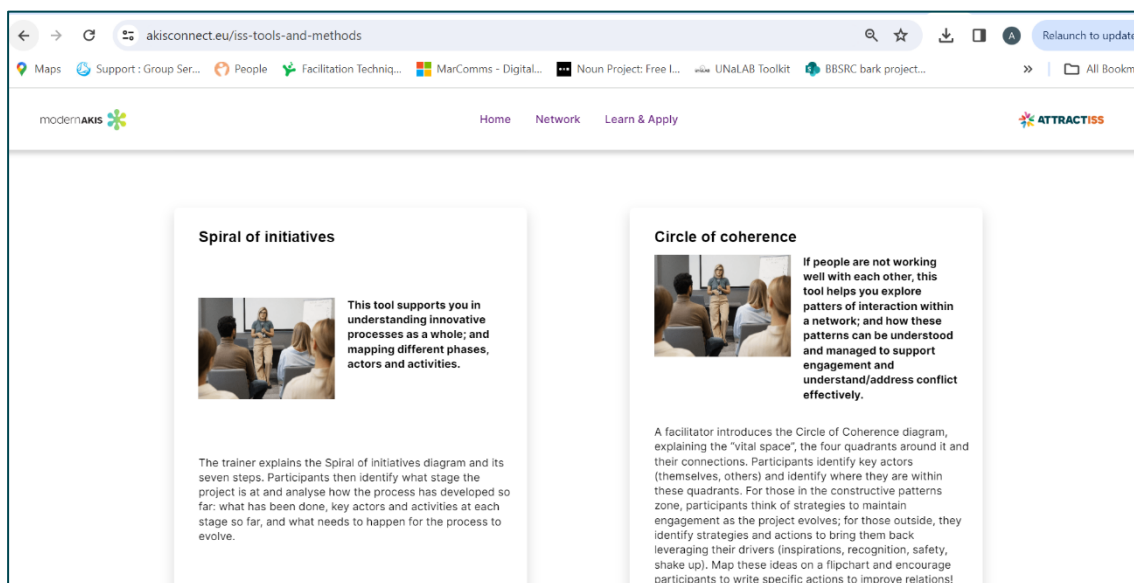 akisconnect.eu/iss-tools-and-methods
A
Relaunch to update
Maps
Support : Group Ser...
People
Facilitation Techniq...
MarComms - Digital...
Noun Project: Free I...
UNaLAB Toolkit
BBSRC bark project...
»
All Bookm
modernAKIS
Home
Network
Learn & Apply
ATTRACTISS
Spiral of initiatives
This tool supports you in
understanding innovative
processes as a whole; and
mapping different phases,
actors and activities.
The trainer explains the Spiral of initiatives diagram and its
seven steps. Participants then identify what stage the
project is at and analyse how the process has developed so
far: what has been done, key actors and activities at each
stage so far, and what needs to happen for the process to
evolve.
Circle of coherence
If people are not working
well with each other, this
tool helps you explore
patters of interaction within
a network; and how these
patterns can be understood
and managed to support
engagement and
understand/address conflict
effectively.
A facilitator introduces the Circle of Coherence diagram,
explaining the "vital space", the four quadrants around it and
their connections. Participants identify key actors
(themselves, others) and identify where they are within
these quadrants. For those in the constructive patterns
zone, participants think of strategies to maintain
engagement as the project evolves; for those outside, they
identify strategies and actions to bring them back
leveraging their drivers (inspirations, recognition, safety,
shake up). Map these ideas on a flipchart and encourage
participants to write specific actions to improve relations!